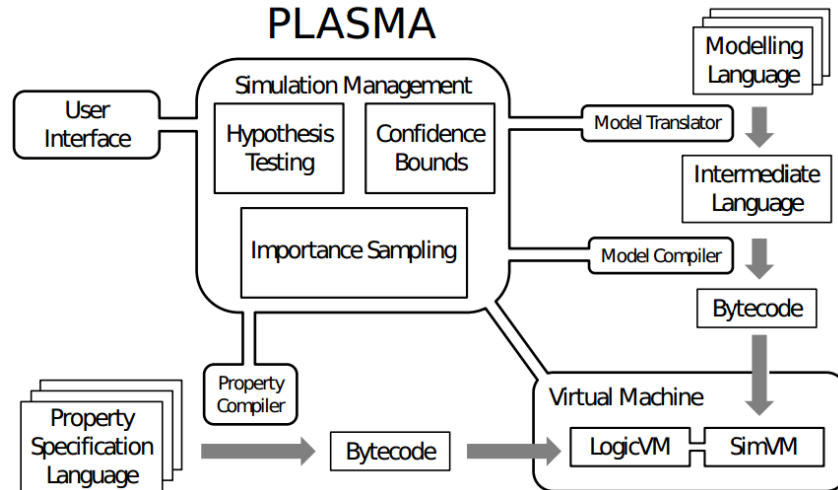 PLASMA
Modelling
Language
Simulation Management
User
Interface
Hypothesis
Testing
Confidence
Bounds
Model Translator
Intermediate
Language
Importance Sampling
Model Compiler
Bytecode
Property
Compiler
Virtual Machine
Property
Specification
Language
Bytecode
LogicVM
SimVM